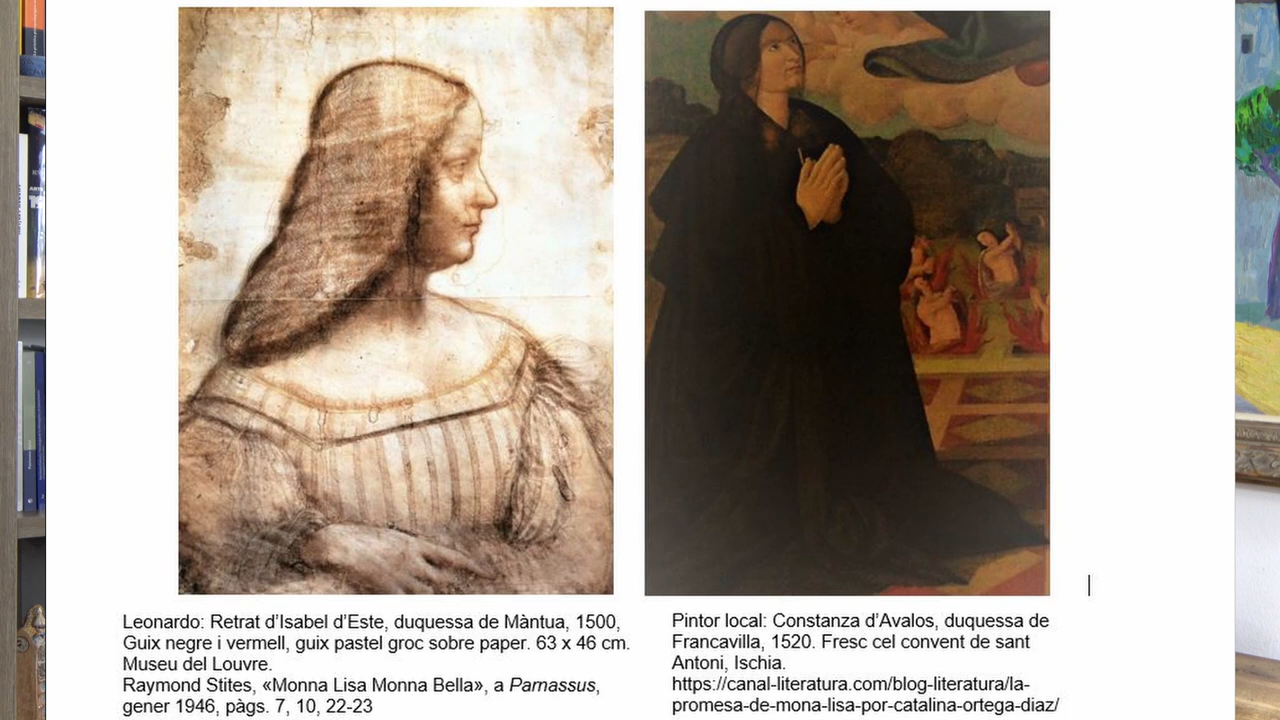 Leonardo: Retrat d'Isabel d'Este, duquessa de Màntua, 1500,
Guix negre i vermell, guix pastel groc sobre paper. 63 x 46 cm.
Museu del Louvre.
Raymond Stites, «Monna Lisa Monna Bella», a Parnassus,
gener 1946, pàgs. 7, 10, 22-23
Pintor local: Constanza d'Avalos, duquessa de
Francavilla, 1520. Fresc cel convent de sant
Antoni, Ischia.
https://canal-literatura.com/blog-literatura/la-
promesa-de-mona-lisa-por-catalina-ortega-diaz/